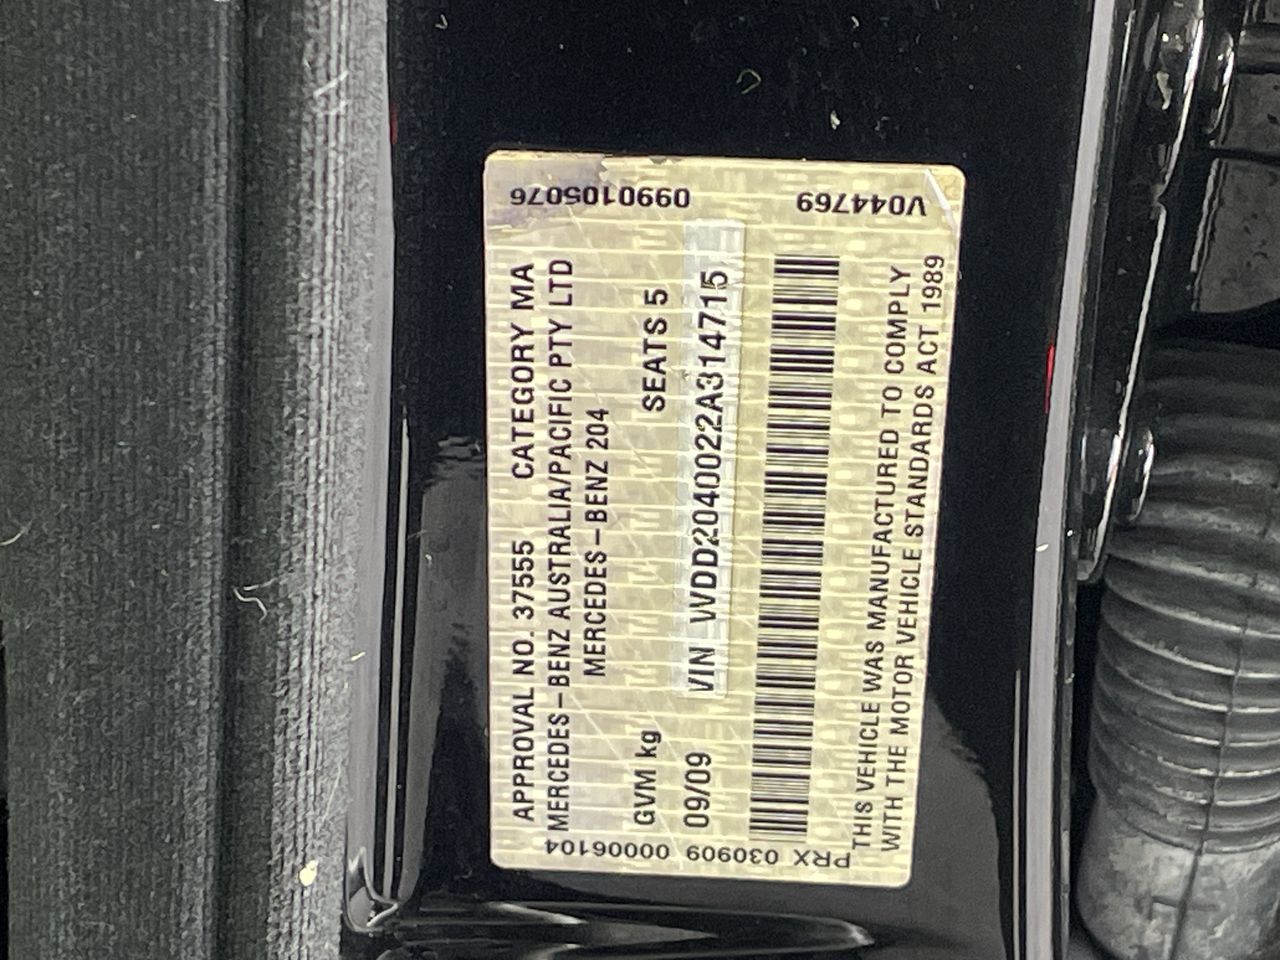 0990105076
V044769
APPROVAL NO. 37555 CATEGORY MA
MERCEDES-BENZ AUSTRALIA/PACIFIC PTY LTD
MERCEDES-BENZ 204
GVM kg SEATS 5
09/09 VIN WDD2040022A314715
THIS VEHICLE WAS MANUFACTURED TO COMPLY
WITH THE MOTOR VEHICLE STANDARDS ACT 1989
PRX 030909 00006104